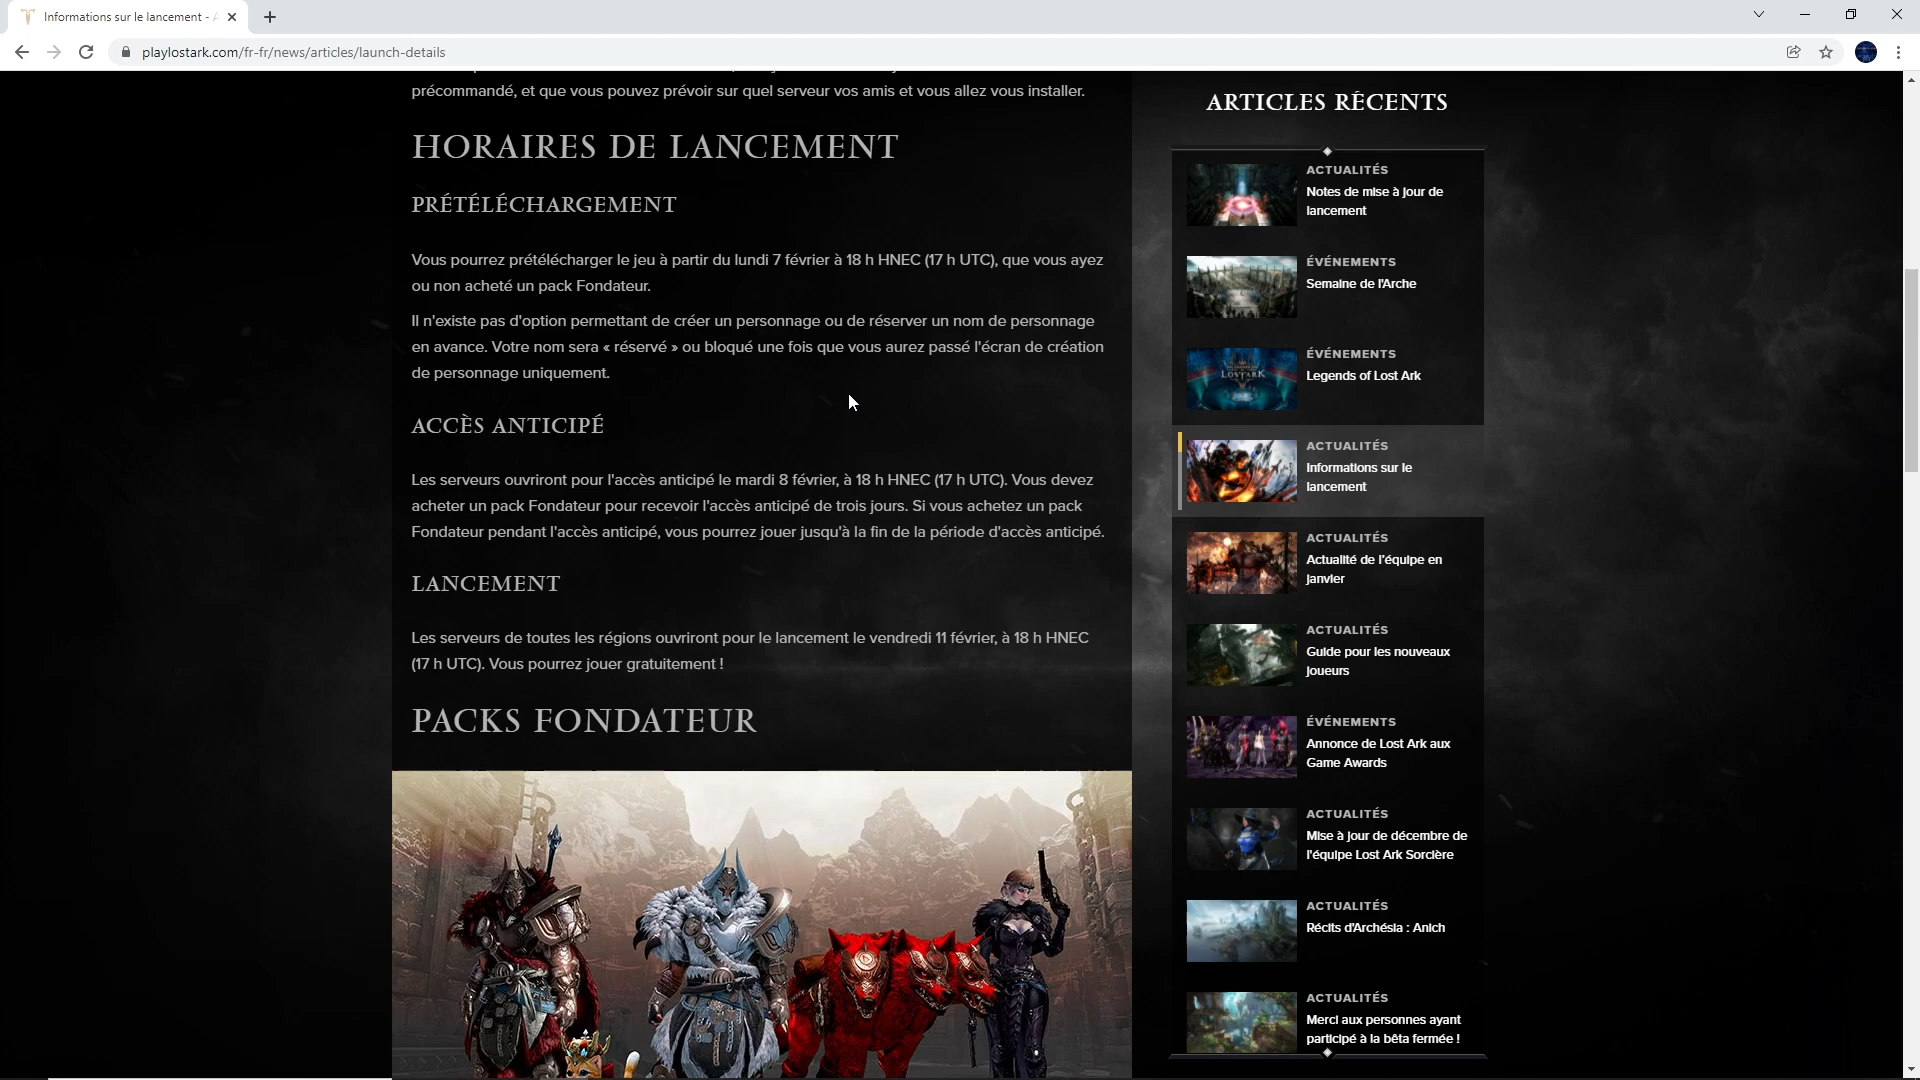 Informations sur le lancement -
playlostark.com/fr-fr/news/articles/launch-details
précommandé, et que vous pouvez prévoir sur quel serveur vos amis et vous allez vous installer.
HORAIRES DE LANCEMENT
PRÉTÉLÉCHARGEMENT
Vous pourrez prétélécharger le jeu à partir du lundi 7 février à 18 h HNEC (17 h UTC), que vous ayez
ou non acheté un pack Fondateur.
Il n'existe pas d'option permettant de créer un personnage ou de réserver un nom de personnage
en avance. Votre nom sera « réservé » ou bloqué une fois que vous aurez passé l'écran de création
de personnage uniquement.
ACCÈS ANTICIPÉ
Les serveurs ouvriront pour l'accès anticipé le mardi 8 février, à 18 h HNEC (17 h UTC). Vous devez
acheter un pack Fondateur pour recevoir l'accès anticipé de trois jours. Si vous achetez un pack
Fondateur pendant l'accès anticipé, vous pourrez jouer jusqu'à la fin de la période d'accès anticipé.
LANCEMENT
Les serveurs de toutes les régions ouvriront pour le lancement le vendredi 11 février, à 18 h HNEC
(17 h UTC). Vous pourrez jouer gratuitement !
PACKS FONDATEUR
ARTICLES RÉCENTS
ACTUALITÉS
Notes de mise à jour de
lancement
ÉVÉNEMENTS
Semaine de l'Arche
LOST ARK
ÉVÉNEMENTS
Legends of Lost Ark
ACTUALITÉS
Informations sur le
lancement
ACTUALITÉS
Actualité de l'équipe en
janvier
ACTUALITÉS
Guide pour les nouveaux
joueurs
ÉVÉNEMENTS
Annonce de Lost Ark aux
Game Awards
ACTUALITÉS
Mise à jour de décembre de
l'équipe Lost Ark Sorcière
ACTUALITÉS
Récits d'Archésia : Anich
ACTUALITÉS
Merci aux personnes ayant
participé à la bêta fermée !